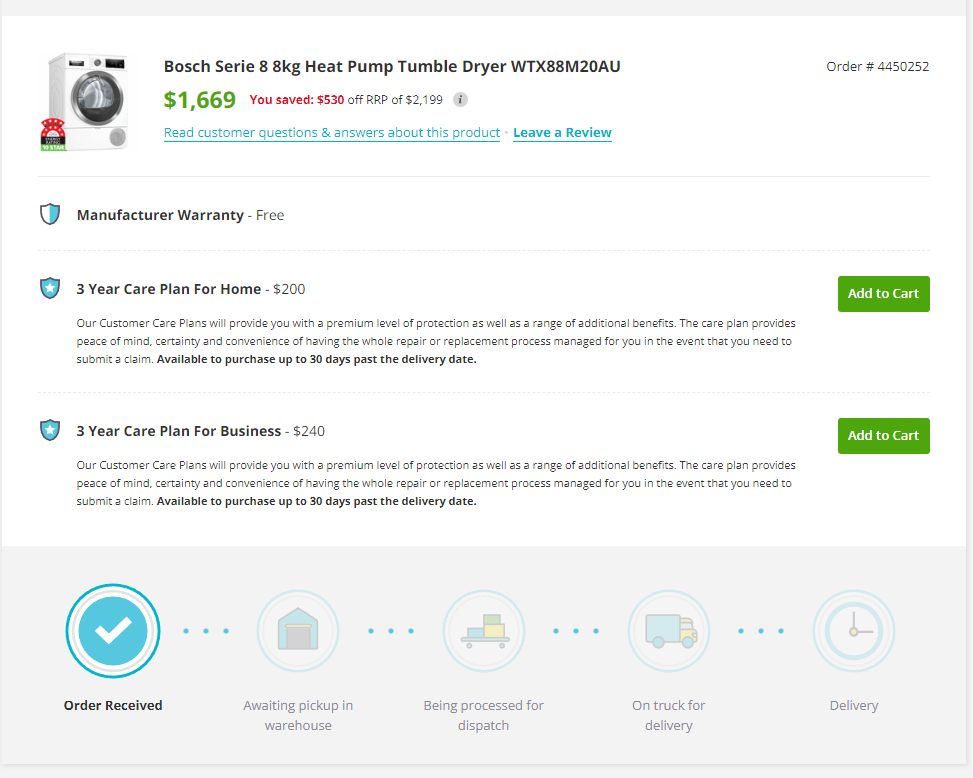 Bosch Serie 8 8kg Heat Pump Tumble Dryer WTX88M20AU
Order # 4450252
$1,669 You saved: $530 off RRP of $2,199 i
Read customer questions & answers about this product • Leave a Review
ENERGY
RATING
10 STAR
Manufacturer Warranty - Free
3 Year Care Plan For Home - $200
Add to Cart
Our Customer Care Plans will provide you with a premium level of protection as well as a range of additional benefits. The care plan provides
peace of mind, certainty and convenience of having the whole repair or replacement process managed for you in the event that you need to
submit a claim. Available to purchase up to 30 days past the delivery date.
3 Year Care Plan For Business - $240
Add to Cart
Our Customer Care Plans will provide you with a premium level of protection as well as a range of additional benefits. The care plan provides
peace of mind, certainty and convenience of having the whole repair or replacement process managed for you in the event that you need to
submit a claim. Available to purchase up to 30 days past the delivery date.
Order Received
Awaiting pickup in
warehouse
Being processed for
dispatch
On truck for
delivery
Delivery